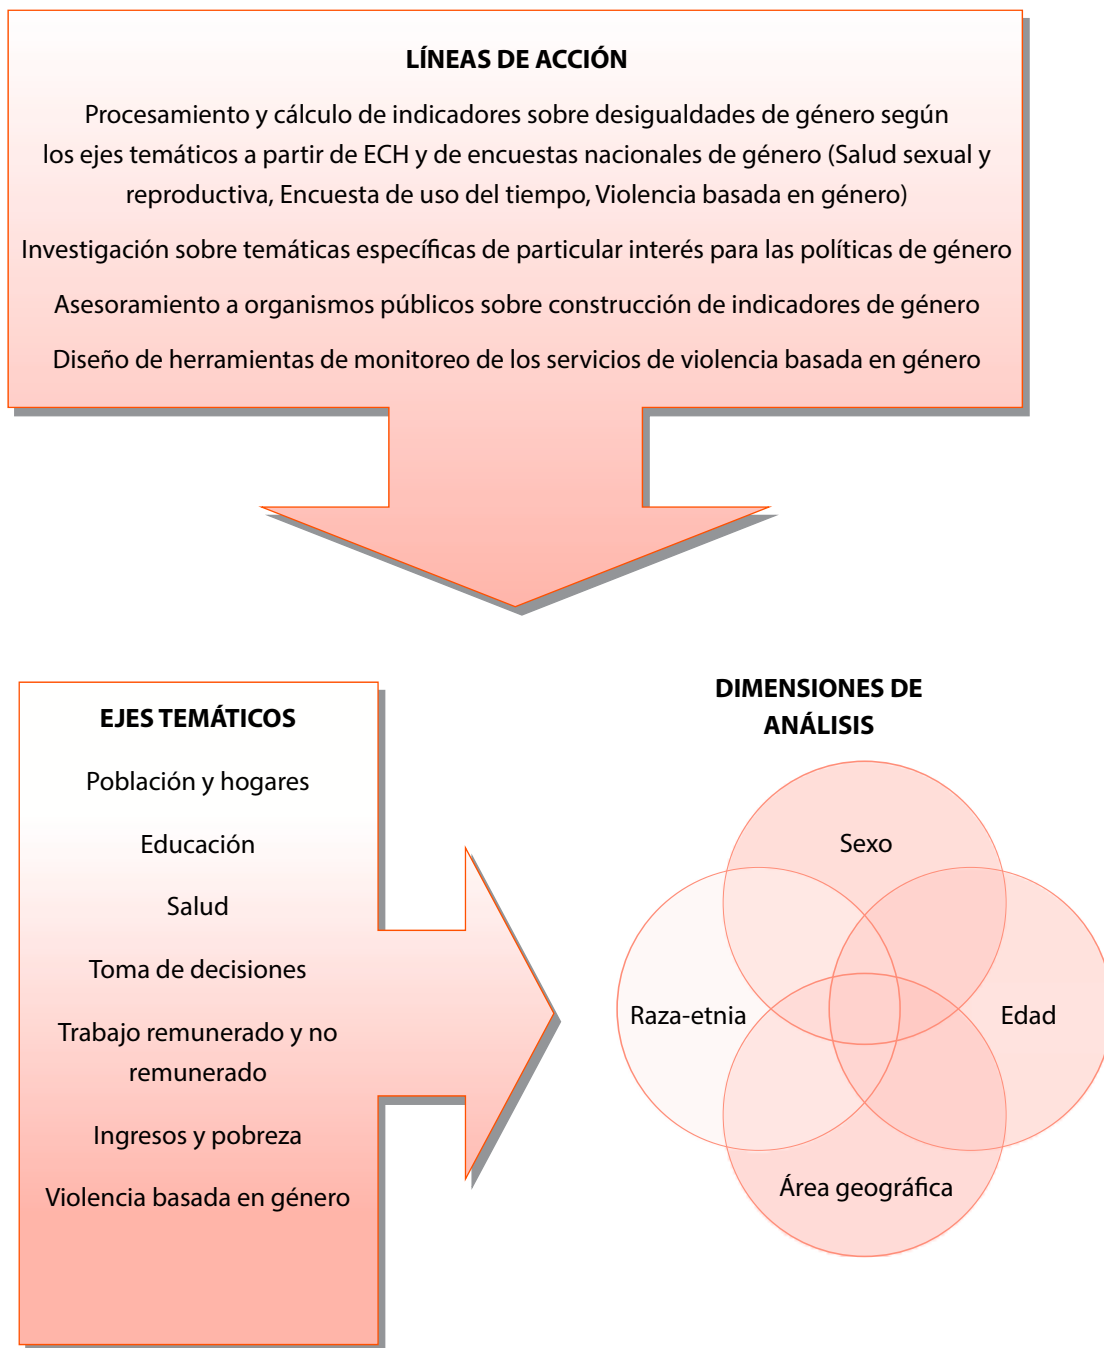 LÍNEAS DE ACCIÓN
Procesamiento y cálculo de indicadores sobre desigualdades de género según
los ejes temáticos a partir de ECH y de encuestas nacionales de género (Salud sexual y
reproductiva, Encuesta de uso del tiempo, Violencia basada en género)
Investigación sobre temáticas específicas de particular interés para las políticas de género
Asesoramiento a organismos públicos sobre construcción de indicadores de género
Diseño de herramientas de monitoreo de los servicios de violencia basada en género
EJES TEMÁTICOS
Población y hogares
Educación
Salud
Toma de decisiones
Trabajo remunerado y no
remunerado
Ingresos y pobreza
Violencia basada en género
DIMENSIONES DE
ANÁLISIS
Sexo
Raza-etnia
Edad
Área geográfica